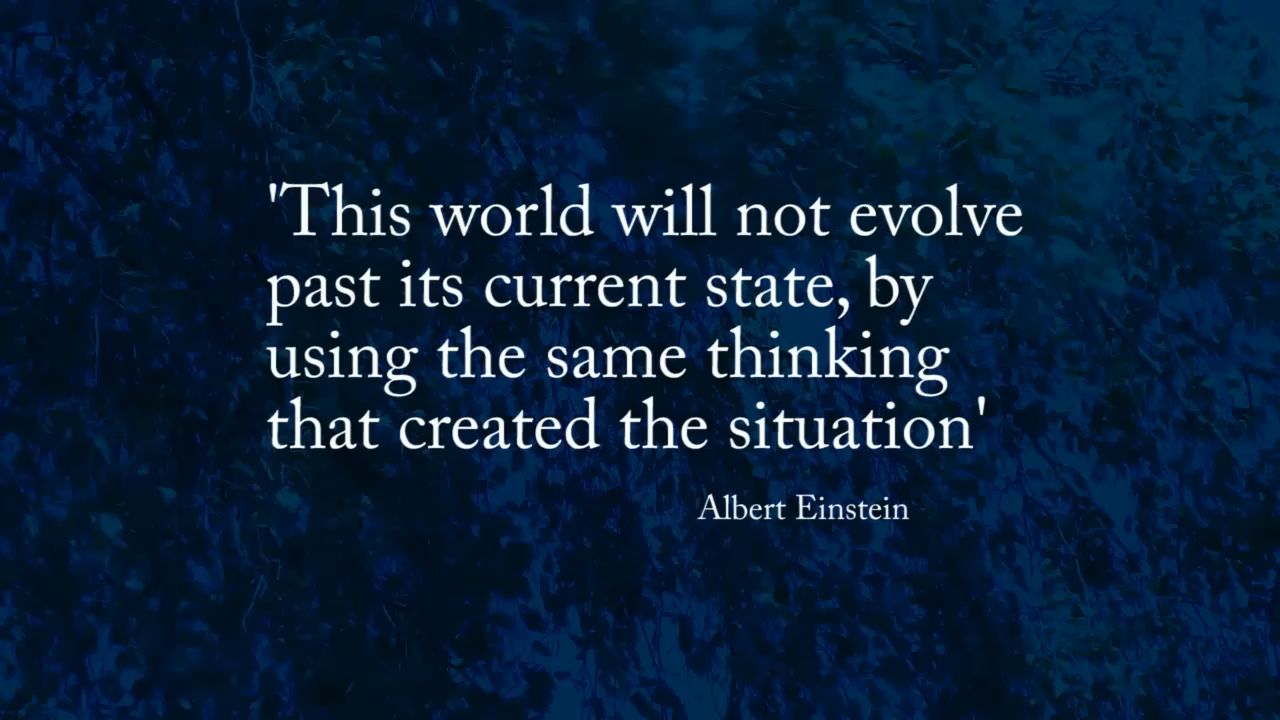 'This world will not evolve
past its current state, by
using the same thinking
that created the situation'
Albert Einstein